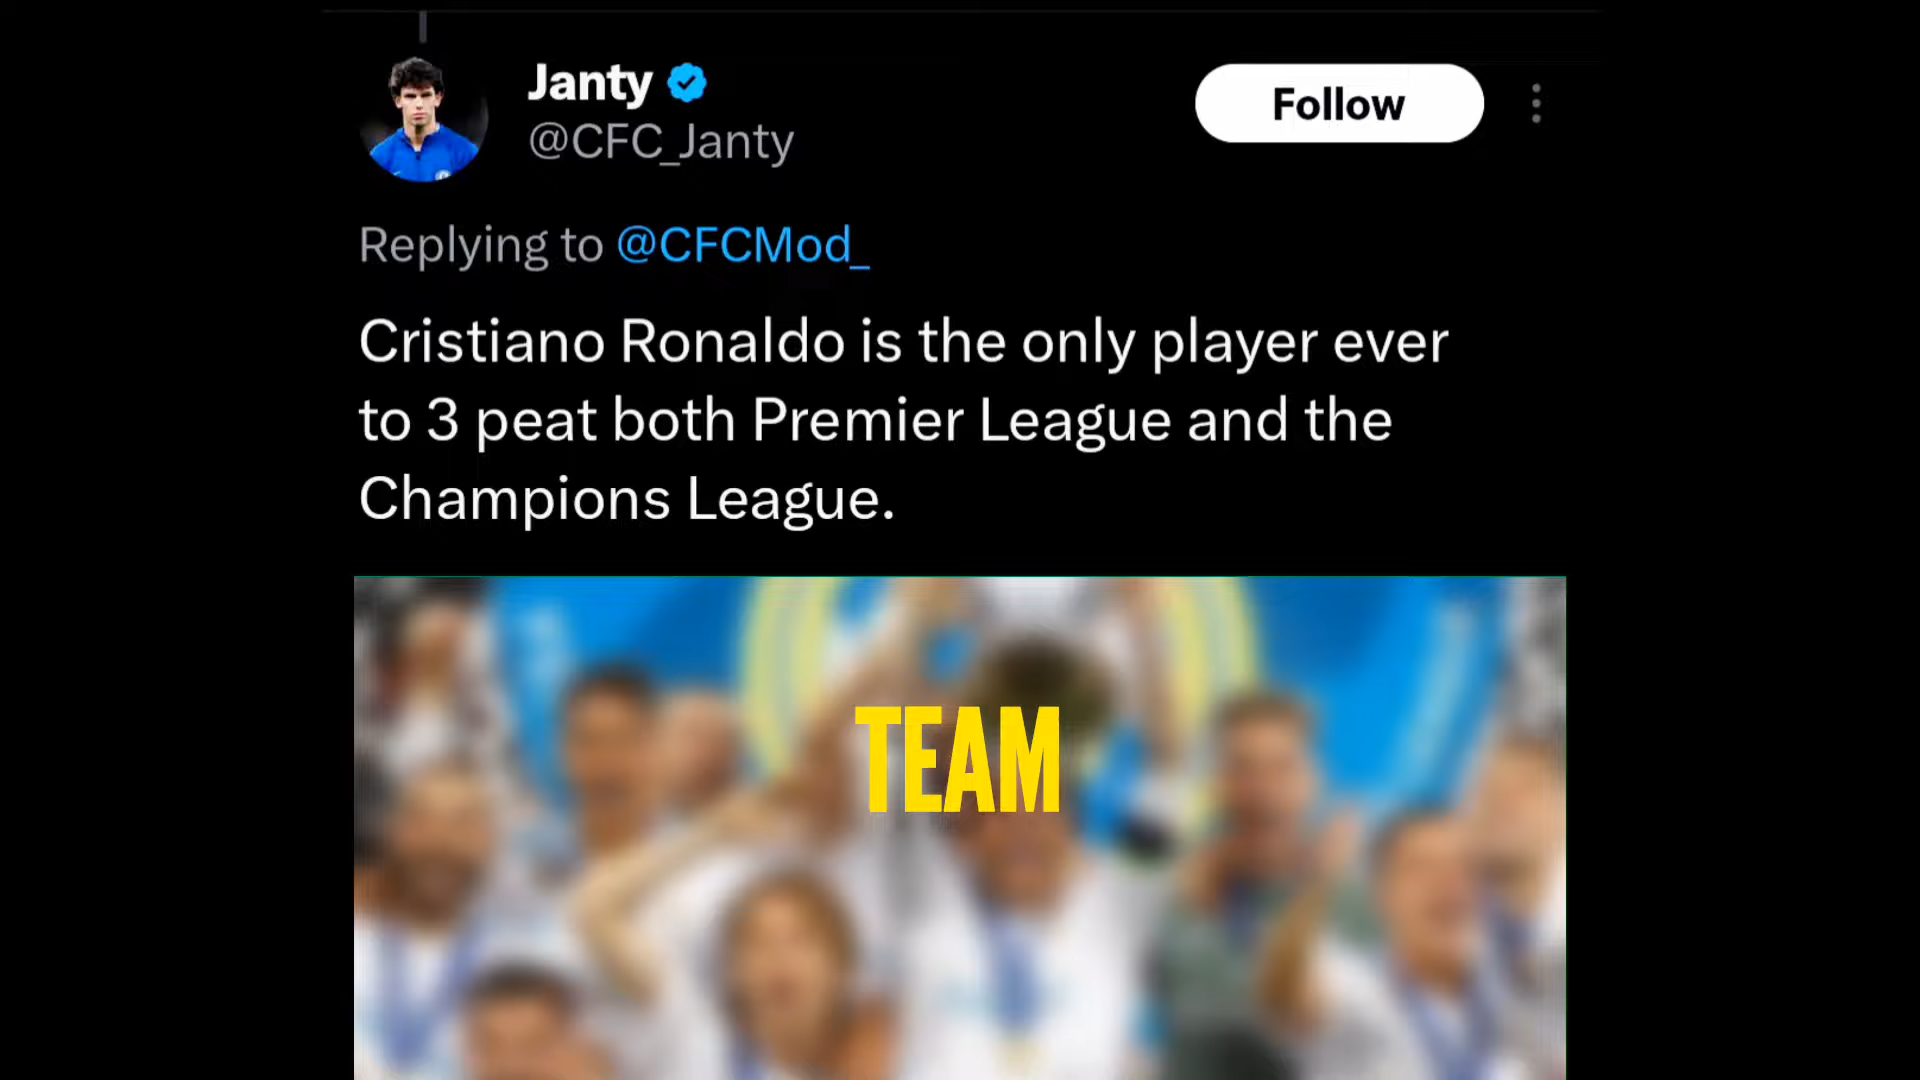 Janty
@CFC_Janty
Follow
Replying to @CFCMod_
Cristiano Ronaldo is the only player ever
to 3 peat both Premier League and the
Champions League.
TEAM